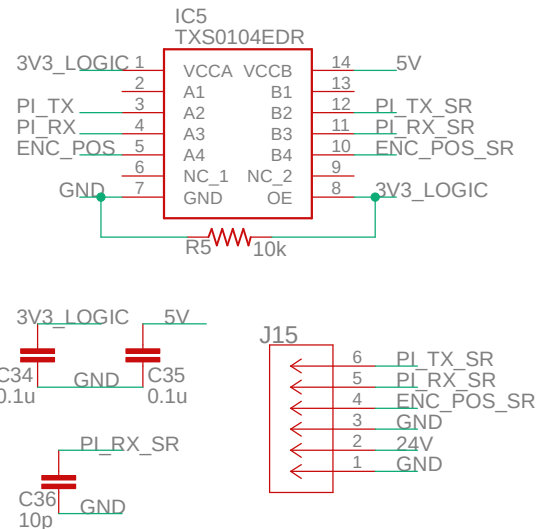 IC5
TXS0104EDR
3V3_LOGIC 1 VCCA VCCB 14 5V
2 A1 B1 13
PI_TX 3 A2 B2 12 PI_TX_SR
PI_RX 4 A3 B3 11 PI_RX_SR
ENC_POS 5 A4 B4 10 ENC_POS_SR
6 NC_1 NC_2 9
GND 7 GND OE 8 3V3_LOGIC
R5 10k
3V3_LOGIC 5V
C34 GND C35
0.1u 0.1u
PI_RX_SR
C36 GND
10p
J15
6 PI_TX_SR
5 PI_RX_SR
4 ENC_POS_SR
3 GND
2 24V
1 GND